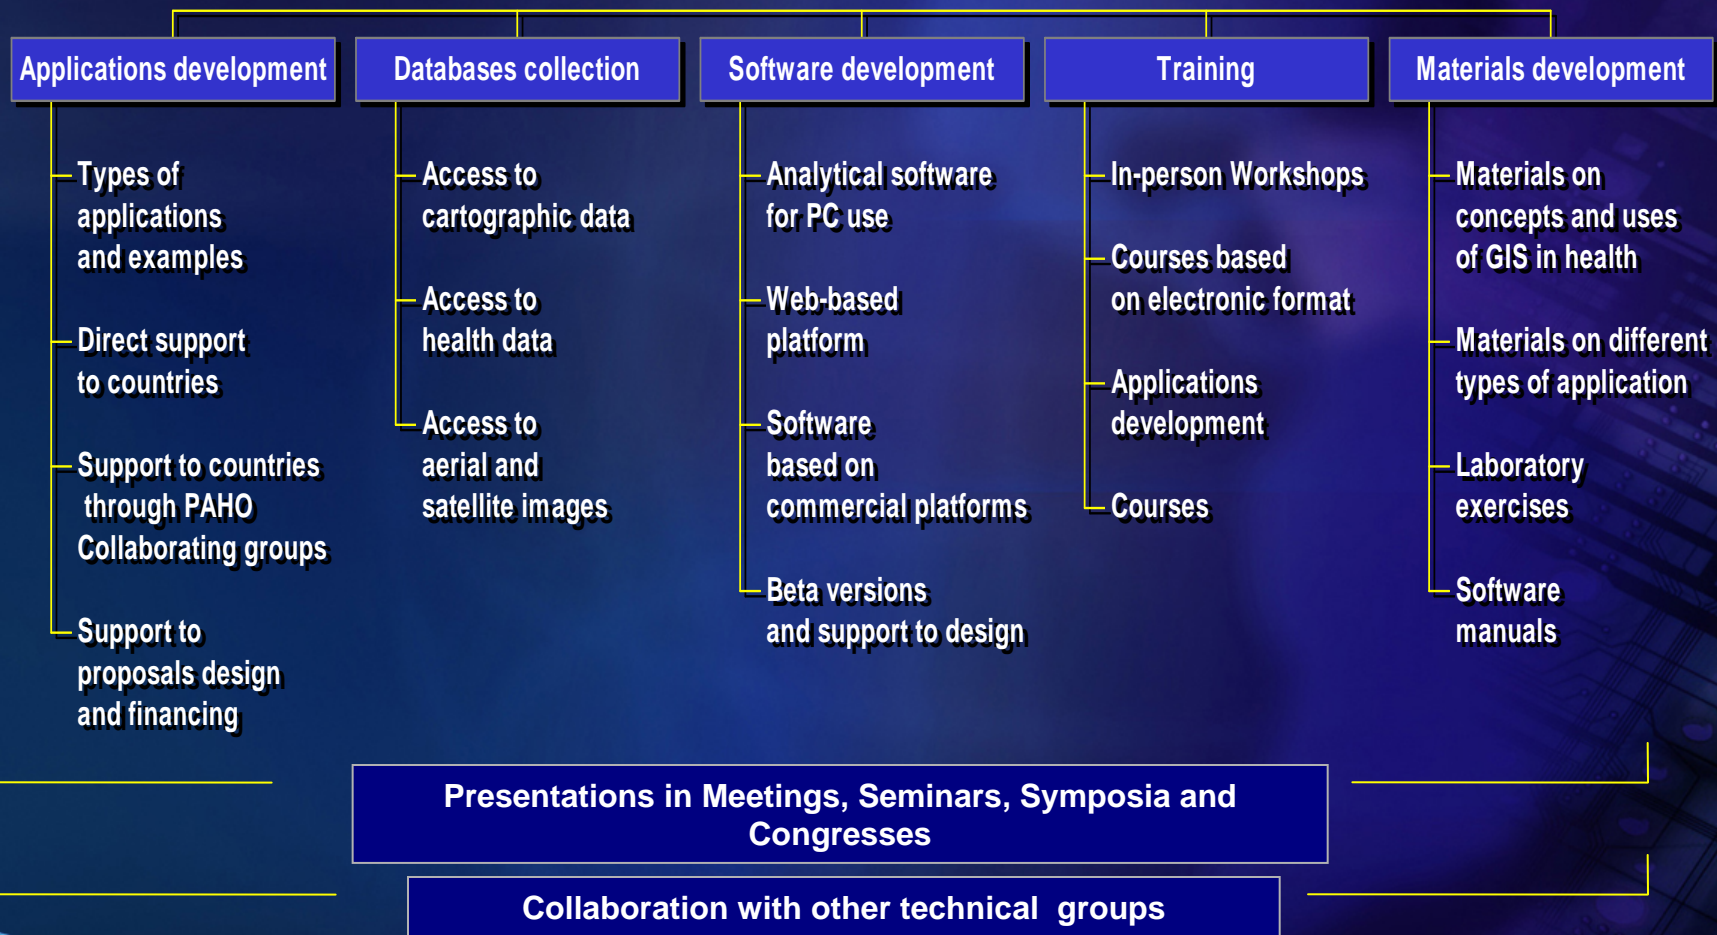 Applications development
Types of
applications
and examples
Direct support
to countries
Support to countries
through PAHO
Collaborating groups
Support to
proposals design
and financing
Databases collection
Access to
cartographic data
Access to
health data
Access to
aerial and
satellite images
Software development
Analytical software
for PC use
Web-based
platform
Software
based on
commercial platforms
Beta versions
and support to design
Training
In-person Workshops
Courses based
on electronic format
Applications
development
Courses
Materials development
Materials on
concepts and uses
of GIS in health
Materials on different
types of application
Laboratory
exercises
Software
manuals
Presentations in Meetings, Seminars, Symposia and
Congresses
Collaboration with other technical groups